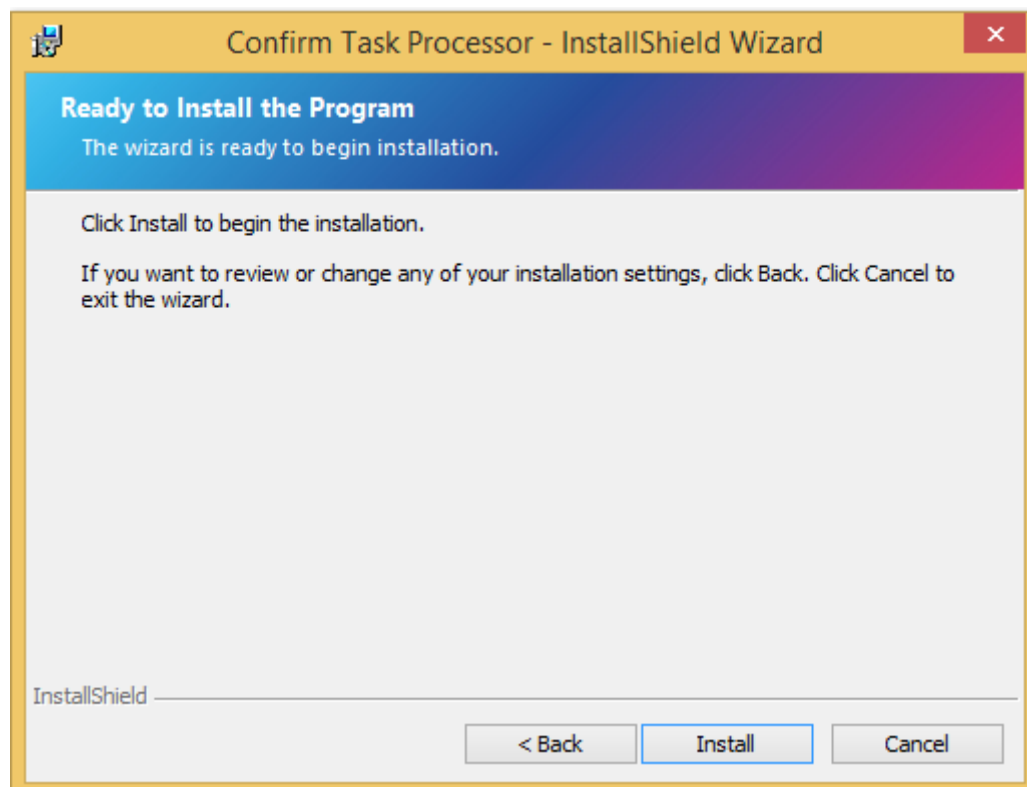 Confirm Task Processor - InstallShield Wizard
×
Ready to Install the Program
The wizard is ready to begin installation.
Click Install to begin the installation.
If you want to review or change any of your installation settings, click Back. Click Cancel to
exit the wizard.
InstallShield
< Back Install Cancel